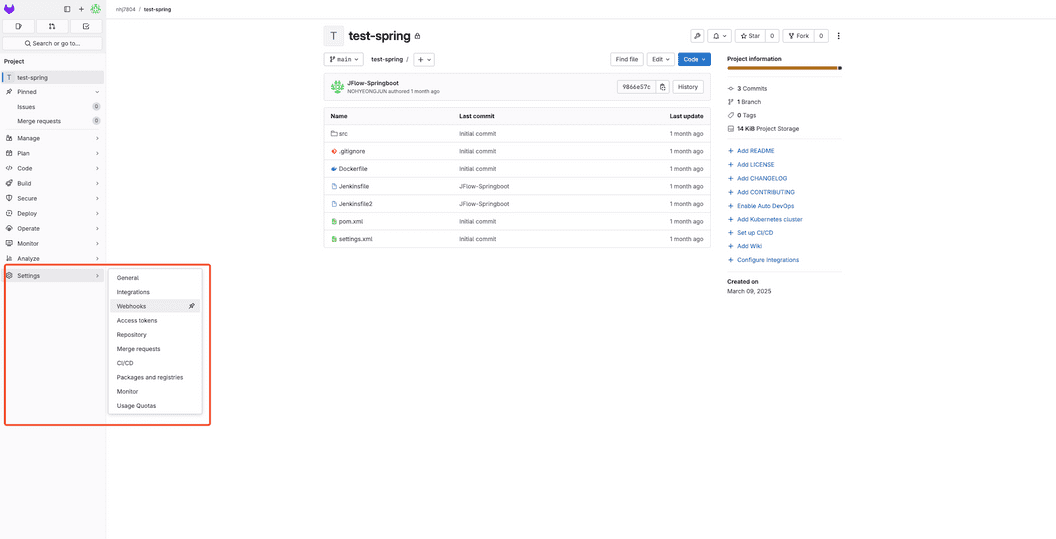 nhj7804 / test-spring
Search or go to...
Project
T test-spring
Pinned
Issues 0
Merge requests 0
Manage
Plan
Code
Build
Secure
Deploy
Operate
Monitor
Analyze
Settings
General
Integrations
Webhooks
Access tokens
Repository
Merge requests
CI/CD
Packages and registries
Monitor
Usage Quotas
T test-spring
Star 0
Fork 0
main
test-spring /
Find file
Edit
Code
JFlow-Springboot
NOHYEONGJUN authored 1 month ago
9866e57c
History
Name Last commit Last update
src Initial commit 1 month ago
.gitignore Initial commit 1 month ago
Dockerfile Initial commit 1 month ago
Jenkinsfile JFlow-Springboot 1 month ago
Jenkinsfile2 JFlow-Springboot 1 month ago
pom.xml Initial commit 1 month ago
settings.xml Initial commit 1 month ago
Project information
3 Commits
1 Branch
0 Tags
14 KiB Project Storage
Add README
Add LICENSE
Add CHANGELOG
Add CONTRIBUTING
Enable Auto DevOps
Add Kubernetes cluster
Set up CI/CD
Add Wiki
Configure Integrations
Created on
March 09, 2025